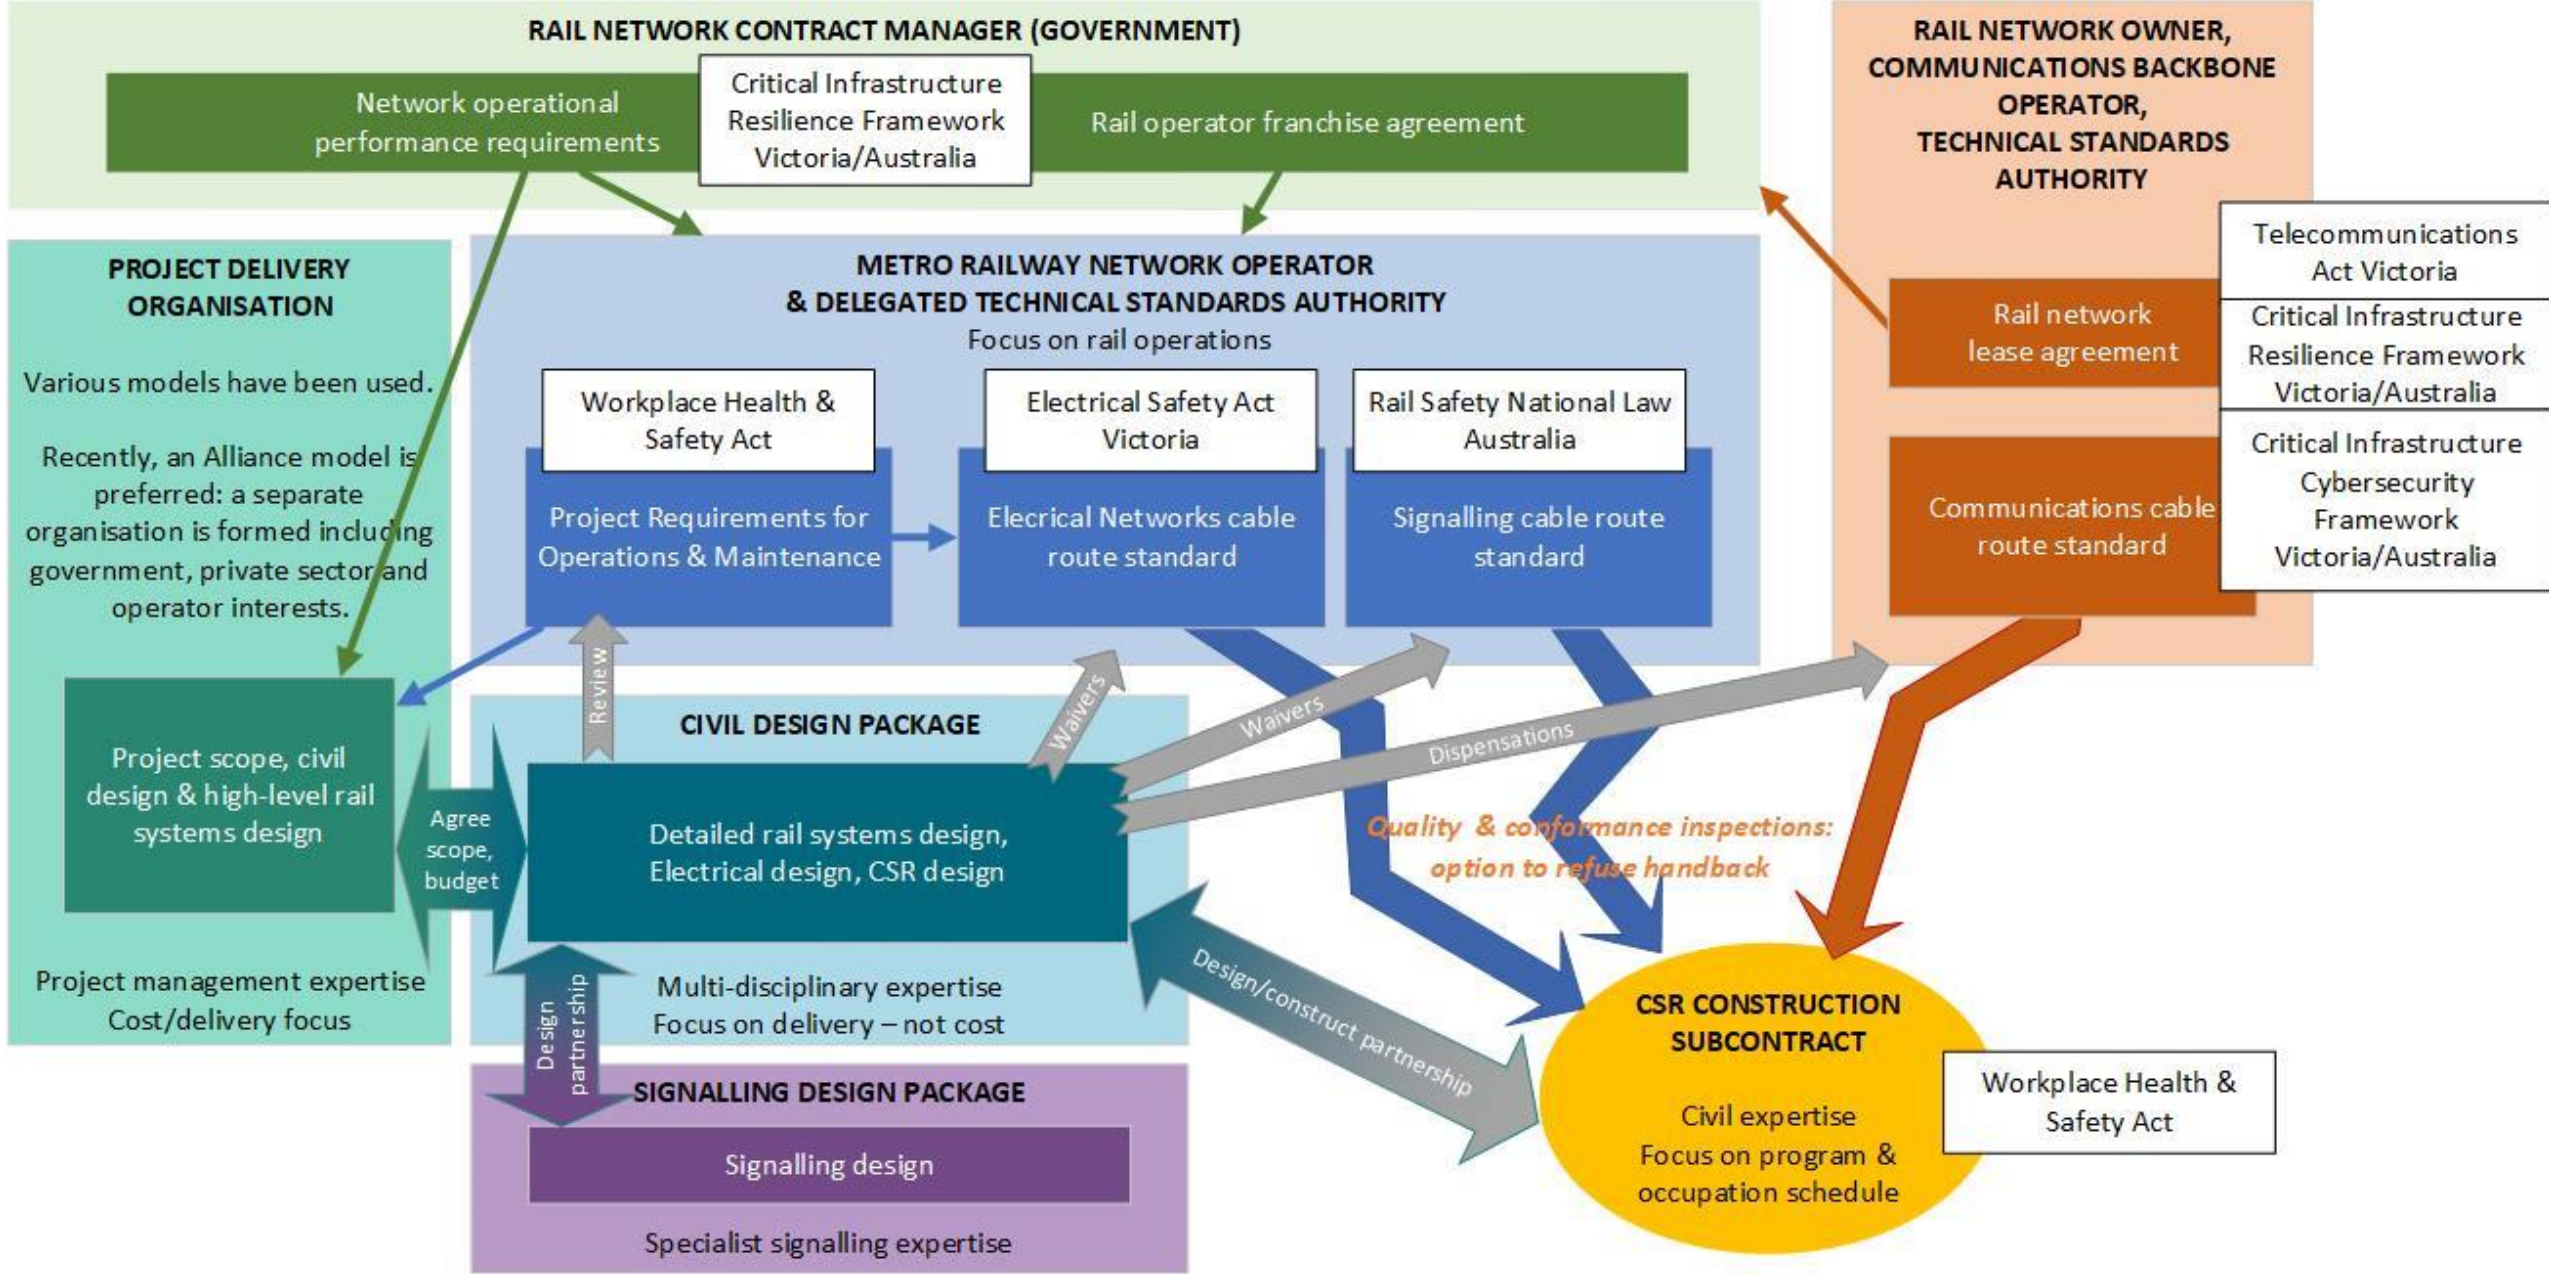 RAIL NETWORK CONTRACT MANAGER (GOVERNMENT)
Network operational
performance requirements
Critical Infrastructure
Resilience Framework
Victoria/Australia
Rail operator franchise agreement
RAIL NETWORK OWNER,
COMMUNICATIONS BACKBONE
OPERATOR,
TECHNICAL STANDARDS
AUTHORITY
Telecommunications
Act Victoria
Rail network
lease agreement
Critical Infrastructure
Resilience Framework
Victoria/Australia
Communications cable
route standard
Critical Infrastructure
Cybersecurity
Framework
Victoria/Australia
PROJECT DELIVERY
ORGANISATION
Various models have been used.
Recently, an Alliance model is
preferred: a separate
organisation is formed including
government, private sector and
operator interests.
Project scope, civil
design & high-level rail
systems design
Project management expertise
Cost/delivery focus
METRO RAILWAY NETWORK OPERATOR
& DELEGATED TECHNICAL STANDARDS AUTHORITY
Focus on rail operations
Workplace Health &
Safety Act
Project Requirements for
Operations & Maintenance
Electrical Safety Act
Victoria
Elecrical Networks cable
route standard
Rail Safety National Law
Australia
Signalling cable route
standard
Review
Waivers
Waivers
Dispensations
Agree
scope,
budget
CIVIL DESIGN PACKAGE
Detailed rail systems design,
Electrical design, CSR design
Multi-disciplinary expertise
Focus on delivery – not cost
Quality & conformance inspections:
option to refuse handback
Design
partnership
Design/construct partnership
SIGNALLING DESIGN PACKAGE
Signalling design
Specialist signalling expertise
CSR CONSTRUCTION
SUBCONTRACT
Civil expertise
Focus on program &
occupation schedule
Workplace Health &
Safety Act